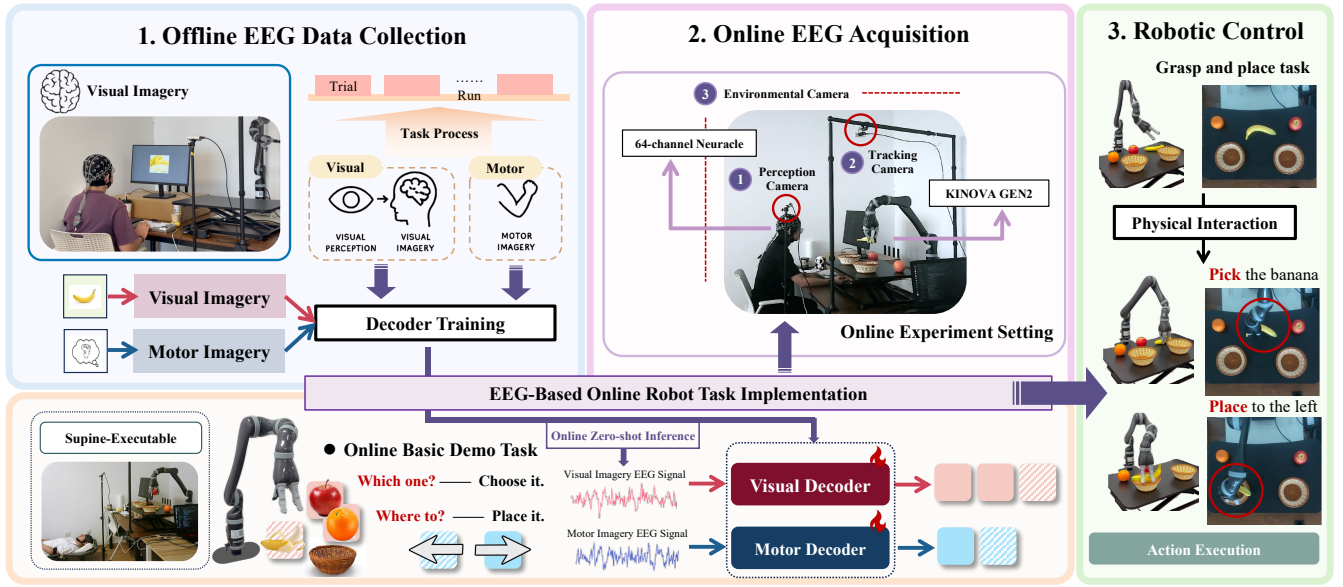 1. Offline EEG Data Collection
Visual Imagery
Trial
......
Run
Task Process
Visual
Motor
VISUAL
PERCEPTION
VISUAL
IMAGERY
MOTOR
IMAGERY
Visual Imagery
Motor Imagery
Decoder Training
2. Online EEG Acquisition
3 Environmental Camera
64-channel Neuracle
1 Perception
Camera
2 Tracking
Camera
KINOVA GEN2
Online Experiment Setting
3. Robotic Control
Grasp and place task
Physical Interaction
Pick the banana
Place to the left
Action Execution
EEG-Based Online Robot Task Implementation
Supine-Executable
● Online Basic Demo Task
Which one? —— Choose it.
Where to? —— Place it.
Online Zero-shot Inference
Visual Imagery EEG Signal
Motor Imagery EEG Signal
Visual Decoder
Motor Decoder